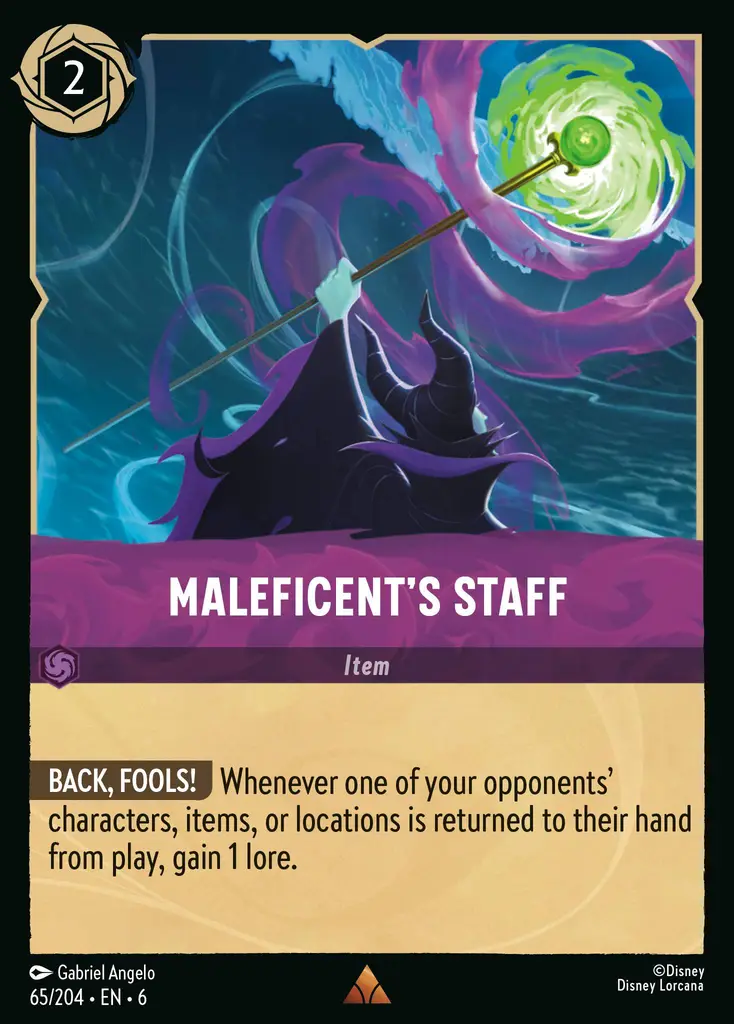 2
MALEFICENT’S STAFF
Item
BACK, FOOLS! Whenever one of your opponents’
characters, items, or locations is returned to their hand
from play, gain 1 lore.
Gabriel Angelo
65/204 • EN • 6
©Disney
Disney Lorcana